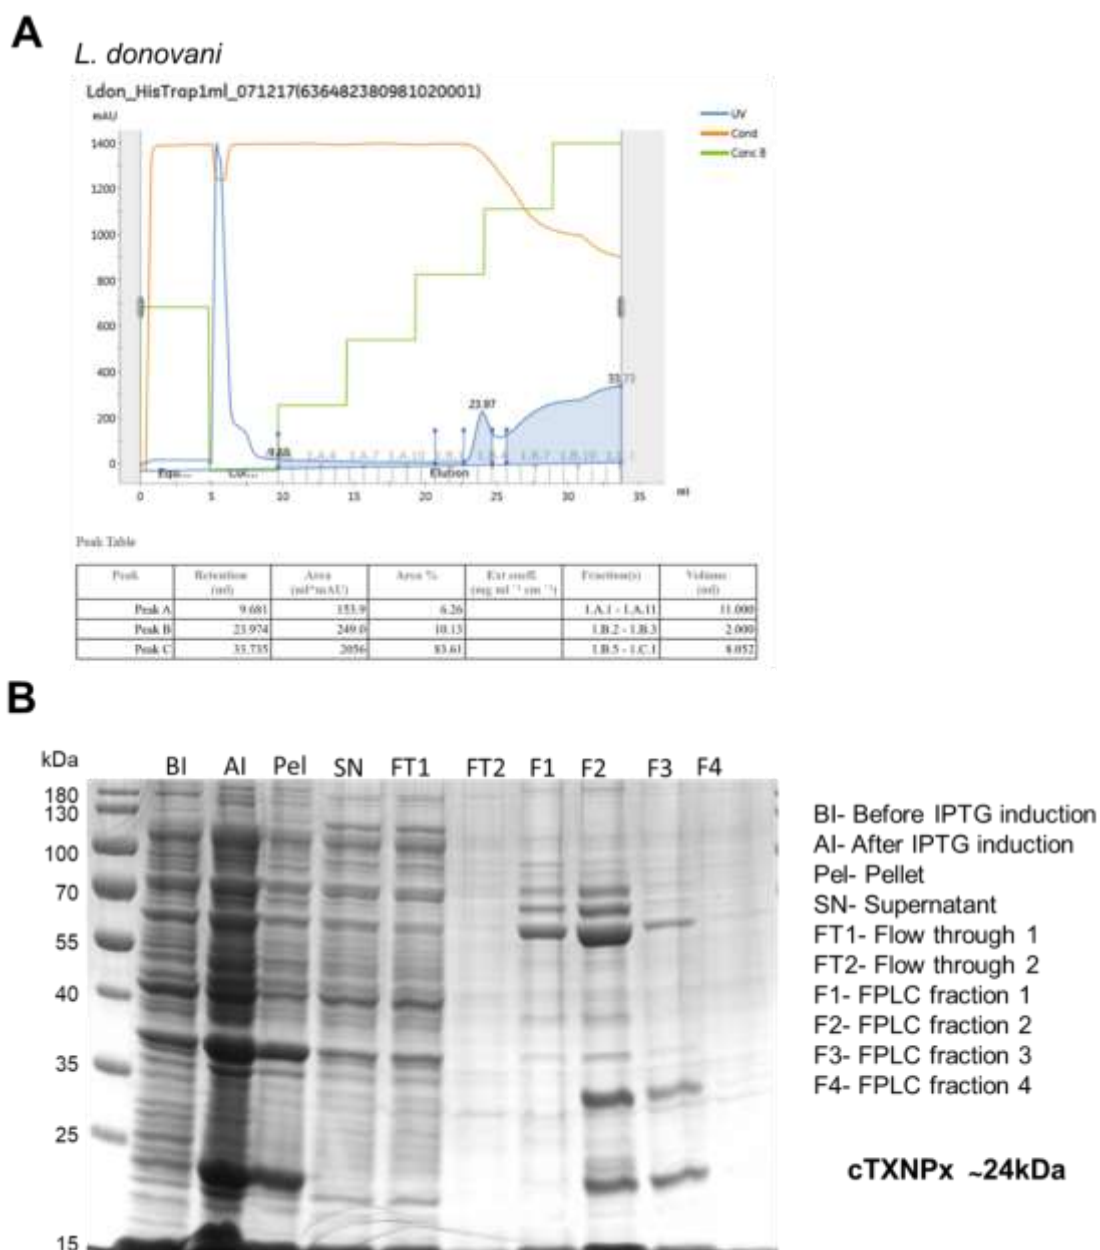 A
L. donovani
Ldon_HisTrap1ml_071217(636482380981020001)
mAU
UV
Cond
Conc B
1400
1200
1000
800
600
400
200
0
23.97
Elution
0 5 10 15 20 25 30 35 ml
Peak Table
Peak Retention (ml) Area (ml*mAU) Area % Ext coeff. (mg ml⁻¹ cm⁻¹) Fraction(s) Volume (ml)
Peak A 9.681 153.9 6.26 1.A.1 - 1.A.11 11.000
Peak B 23.974 249.0 10.13 1.B.2 - 1.B.3 2.000
Peak C 33.735 2056 83.61 1.B.5 - 1.C.1 8.052
B
kDa BI AI Pel SN FT1 FT2 F1 F2 F3 F4
180
130
100
70
55
40
35
25
15
BI- Before IPTG induction
AI- After IPTG induction
Pel- Pellet
SN- Supernatant
FT1- Flow through 1
FT2- Flow through 2
F1- FPLC fraction 1
F2- FPLC fraction 2
F3- FPLC fraction 3
F4- FPLC fraction 4
cTXNPx ~24kDa